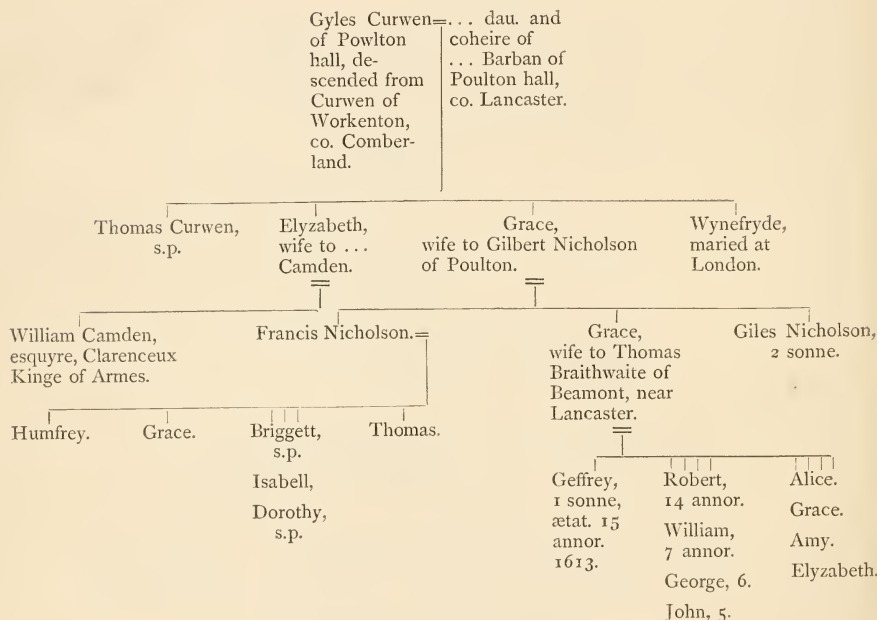 Gyles Curwen=
of Powlton
hall, de-
scended from
Curwen of
Workenton,
co. Comber-
land.
... dau. and
coheire of
... Barban of
Poulton hall,
co. Lancaster.
Thomas Curwen,
s.p.
Elyzabeth,
wife to ...
Camden.
=
Grace,
wife to Gilbert Nicholson
of Poulton.
=
Wynefryde,
maried at
London.
William Camden,
esquyre, Clarenceux
Kinge of Armes.
Francis Nicholson.=
Grace,
wife to Thomas
Braithwaite of
Beamont, near
Lancaster.
=
Giles Nicholson,
2 sonne.
Humfrey.
Grace.
Briggett,
s.p.
Isabell,
Dorothy,
s.p.
Thomas.
Geffrey,
1 sonne,
ætat. 15
annor.
1613.
Robert,
14 annor.
William,
7 annor.
George, 6.
John, 5.
Alice.
Grace.
Amy.
Elyzabeth.